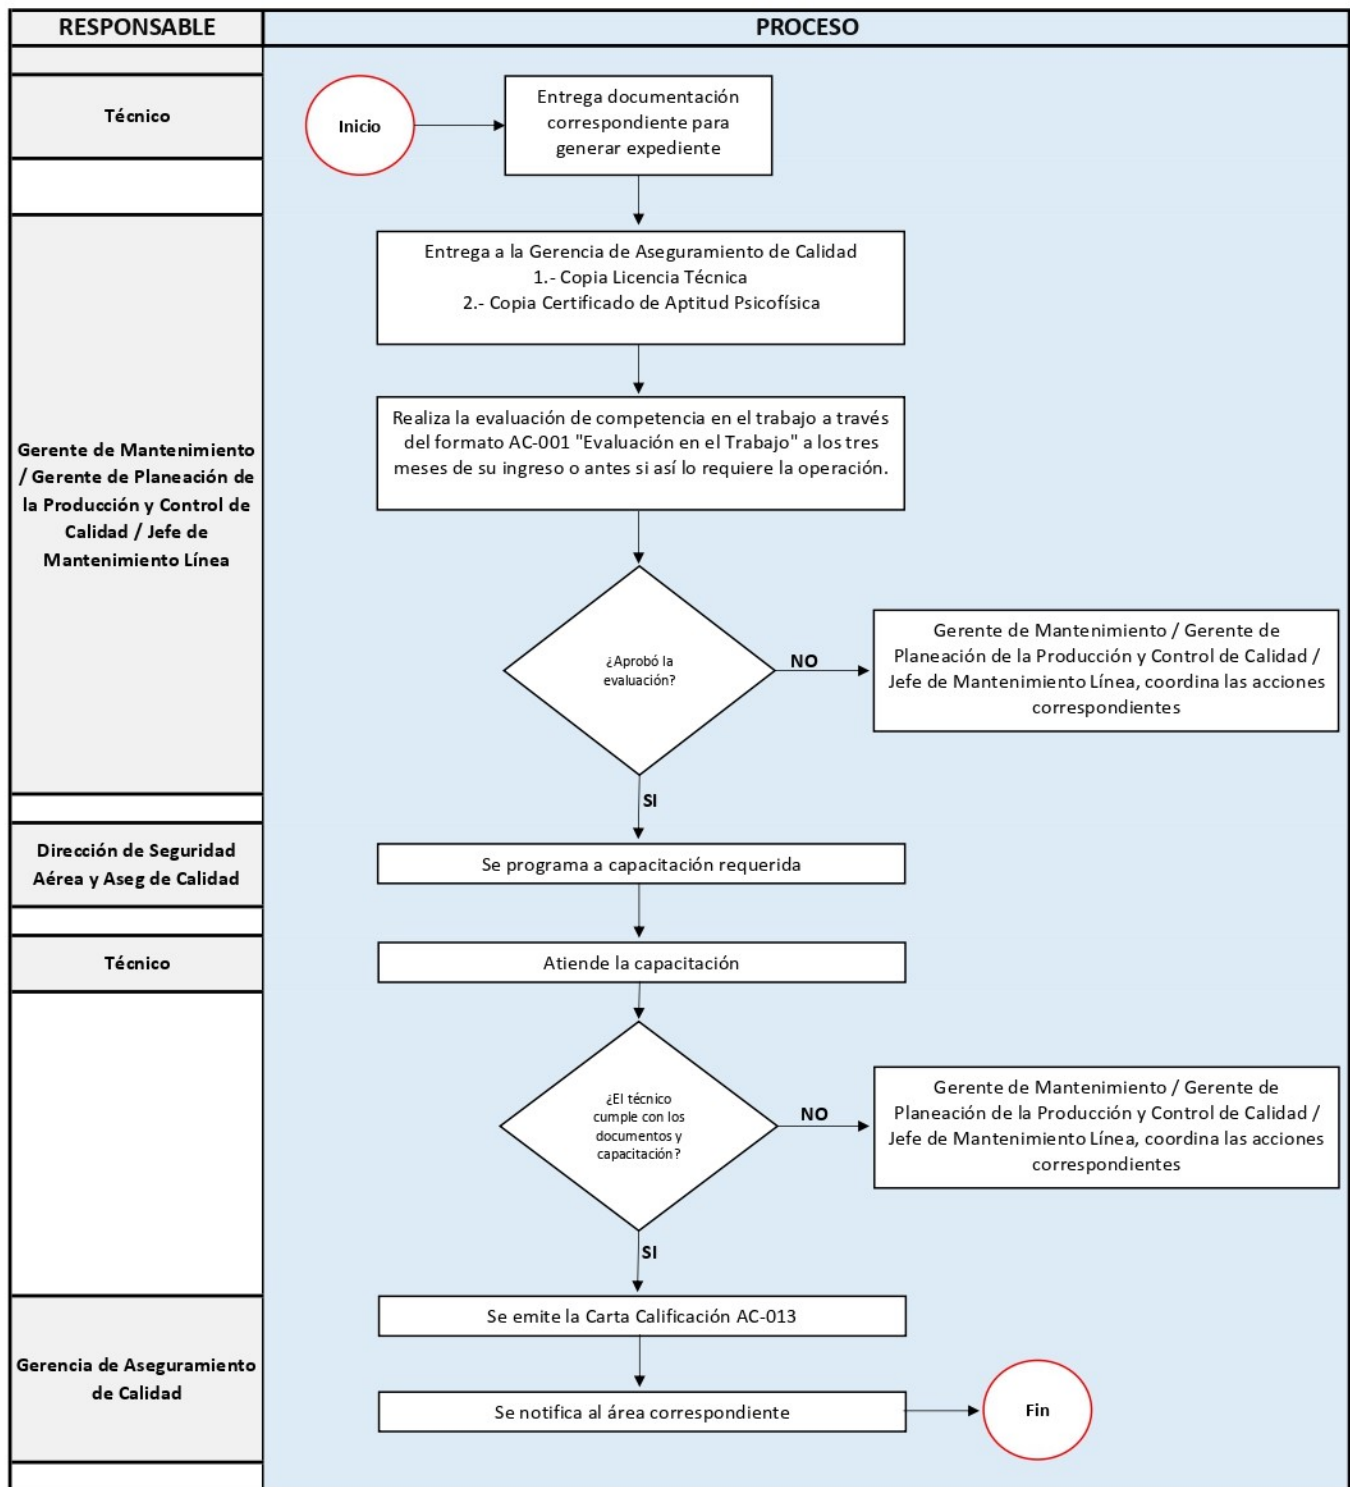 RESPONSABLE
PROCESO
Técnico
Inicio
Entrega documentación
correspondiente para
generar expediente
Entrega a la Gerencia de Aseguramiento de Calidad
1.- Copia Licencia Técnica
2.- Copia Certificado de Aptitud Psicofísica
Gerente de Mantenimiento
/ Gerente de Planeación de
la Producción y Control de
Calidad / Jefe de
Mantenimiento Línea
Realiza la evaluación de competencia en el trabajo a través
del formato AC-001 "Evaluación en el Trabajo" a los tres
meses de su ingreso o antes si así lo requiere la operación.
¿Aprobó la
evaluación?
NO
Gerente de Mantenimiento / Gerente de
Planeación de la Producción y Control de Calidad /
Jefe de Mantenimiento Línea, coordina las acciones
correspondientes
SI
Dirección de Seguridad
Aérea y Aseg de Calidad
Se programa a capacitación requerida
Técnico
Atiende la capacitación
¿El técnico
cumple con los
documentos y
capacitación?
NO
Gerente de Mantenimiento / Gerente de
Planeación de la Producción y Control de Calidad /
Jefe de Mantenimiento Línea, coordina las acciones
correspondientes
SI
Gerencia de Aseguramiento
de Calidad
Se emite la Carta Calificación AC-013
Se notifica al área correspondiente
Fin